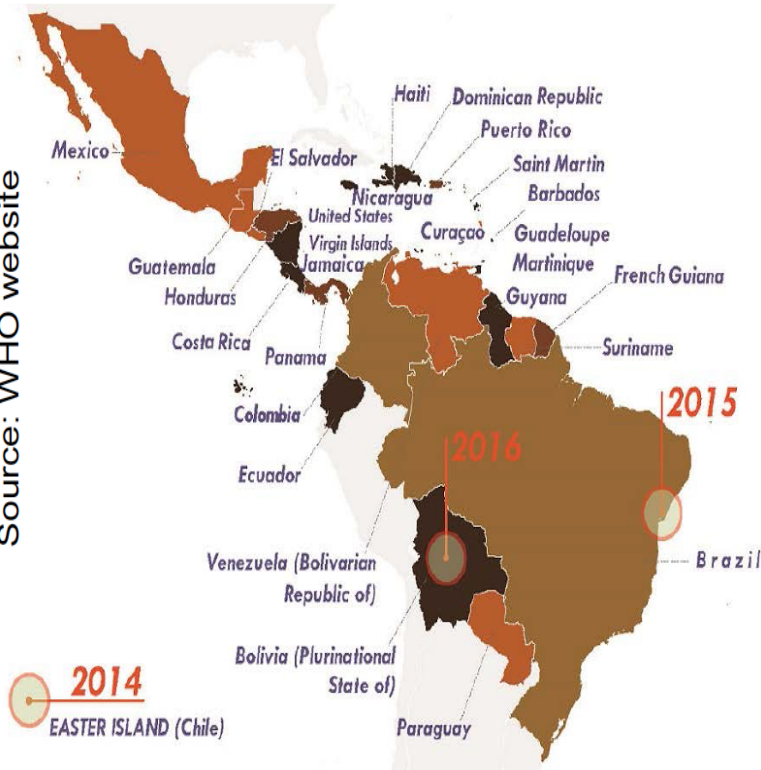 Source: WHO website
Haiti
Dominican Republic
Puerto Rico
Mexico
El Salvador
Saint Martin
Nicaragua
Barbados
United States
Virgin Islands
Curaçao
Guadeloupe
Jamaica
Martinique
Guatemala
French Guiana
Honduras
Guyana
Costa Rica
Panama
Suriname
2015
Colombia
2016
Ecuador
Venezuela (Bolivarian
Republic of)
Brazil
Bolivia (Plurinational
State of)
2014
EASTER ISLAND (Chile)
Paraguay